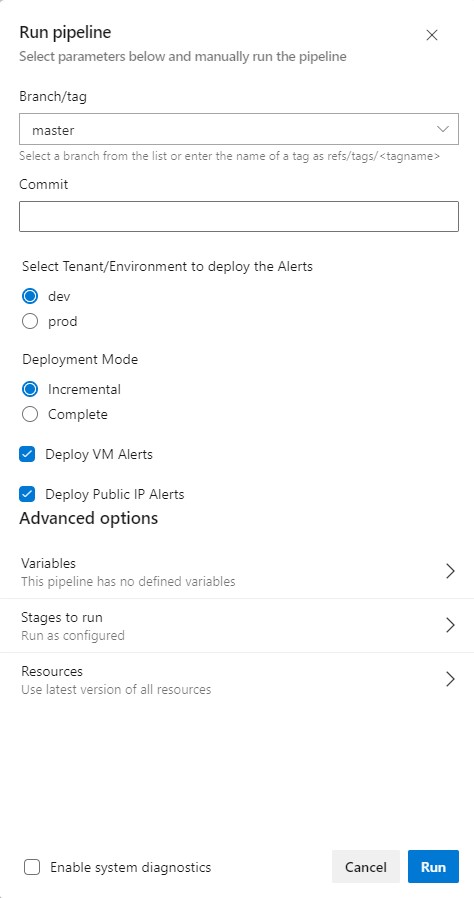 Run pipeline
Select parameters below and manually run the pipeline
Branch/tag
master
Select a branch from the list or enter the name of a tag as refs/tags/<tagname>
Commit
Select Tenant/Environment to deploy the Alerts
dev
prod
Deployment Mode
Incremental
Complete
Deploy VM Alerts
Deploy Public IP Alerts
Advanced options
Variables
This pipeline has no defined variables
Stages to run
Run as configured
Resources
Use latest version of all resources
Enable system diagnostics
Cancel
Run